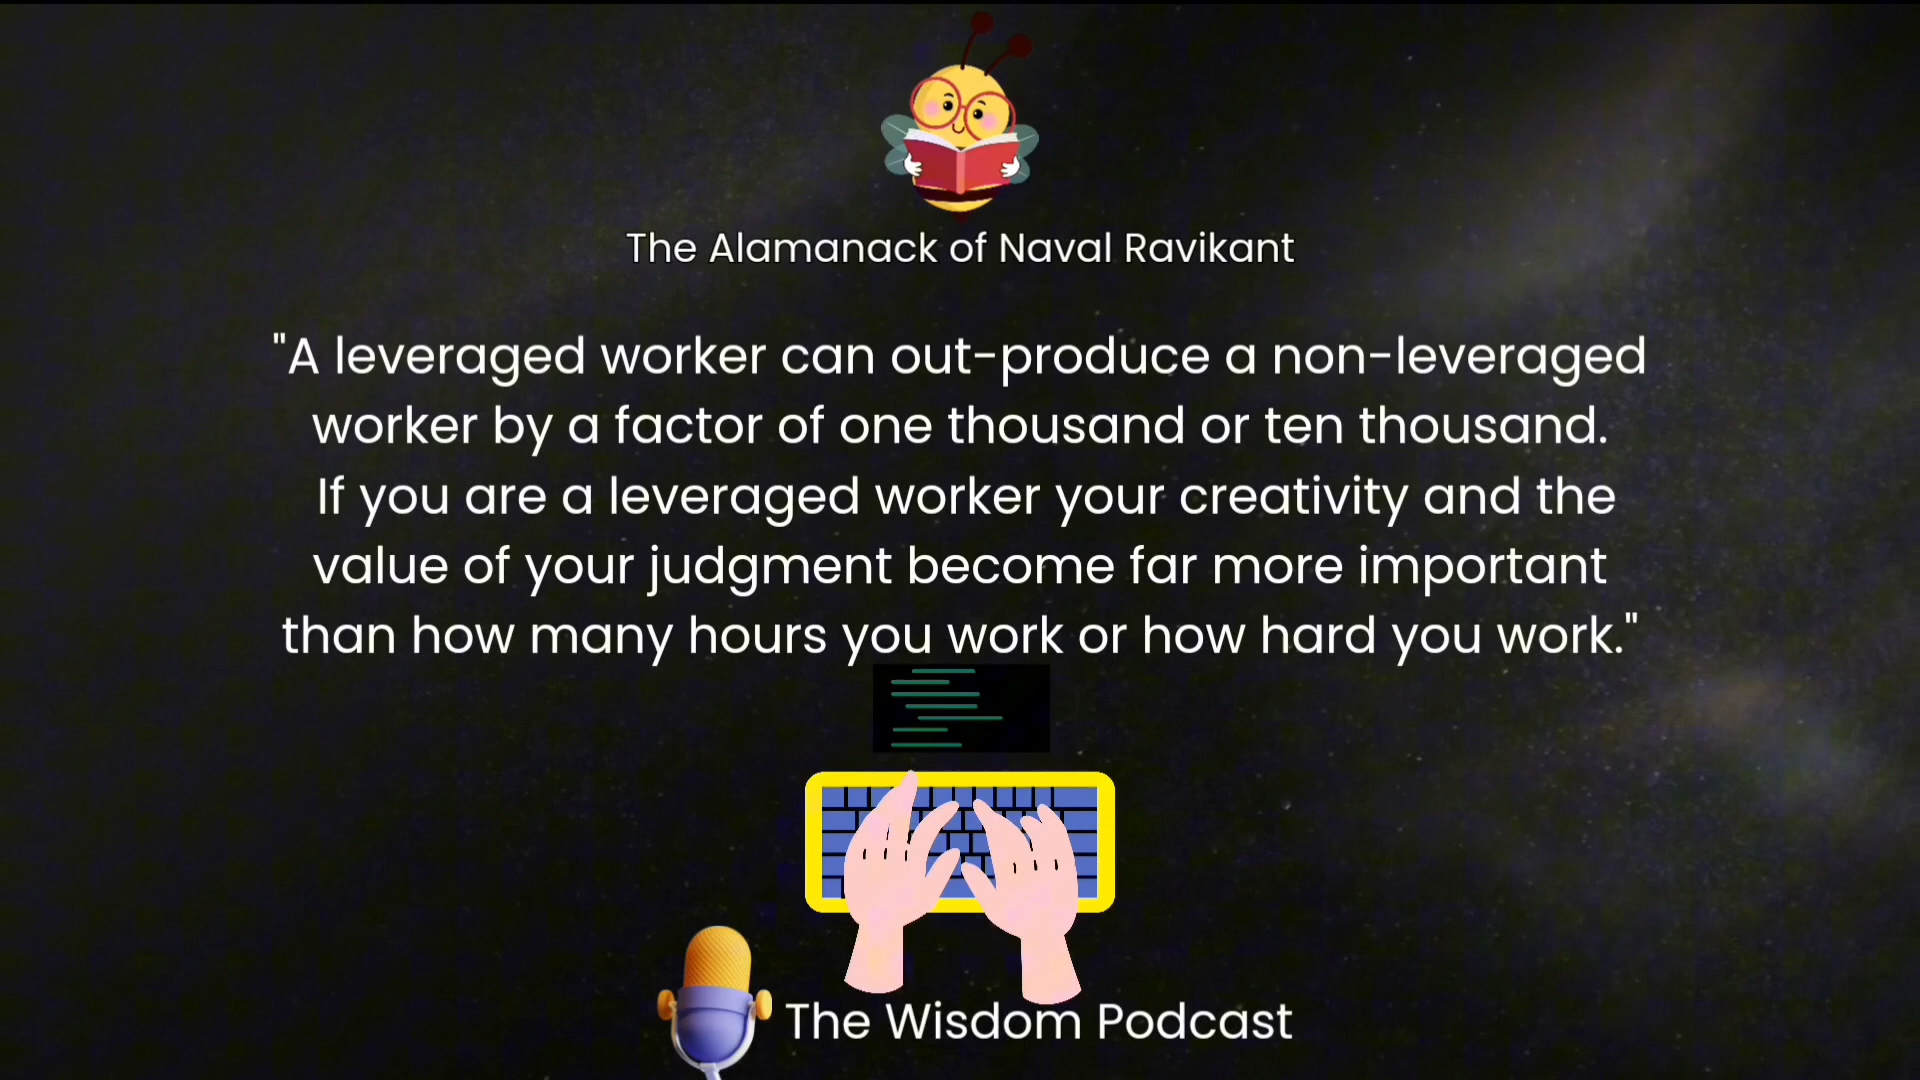 The Alamanack of Naval Ravikant
"A leveraged worker can out-produce a non-leveraged
worker by a factor of one thousand or ten thousand.
If you are a leveraged worker your creativity and the
value of your judgment become far more important
than how many hours you work or how hard you work."
The Wisdom Podcast